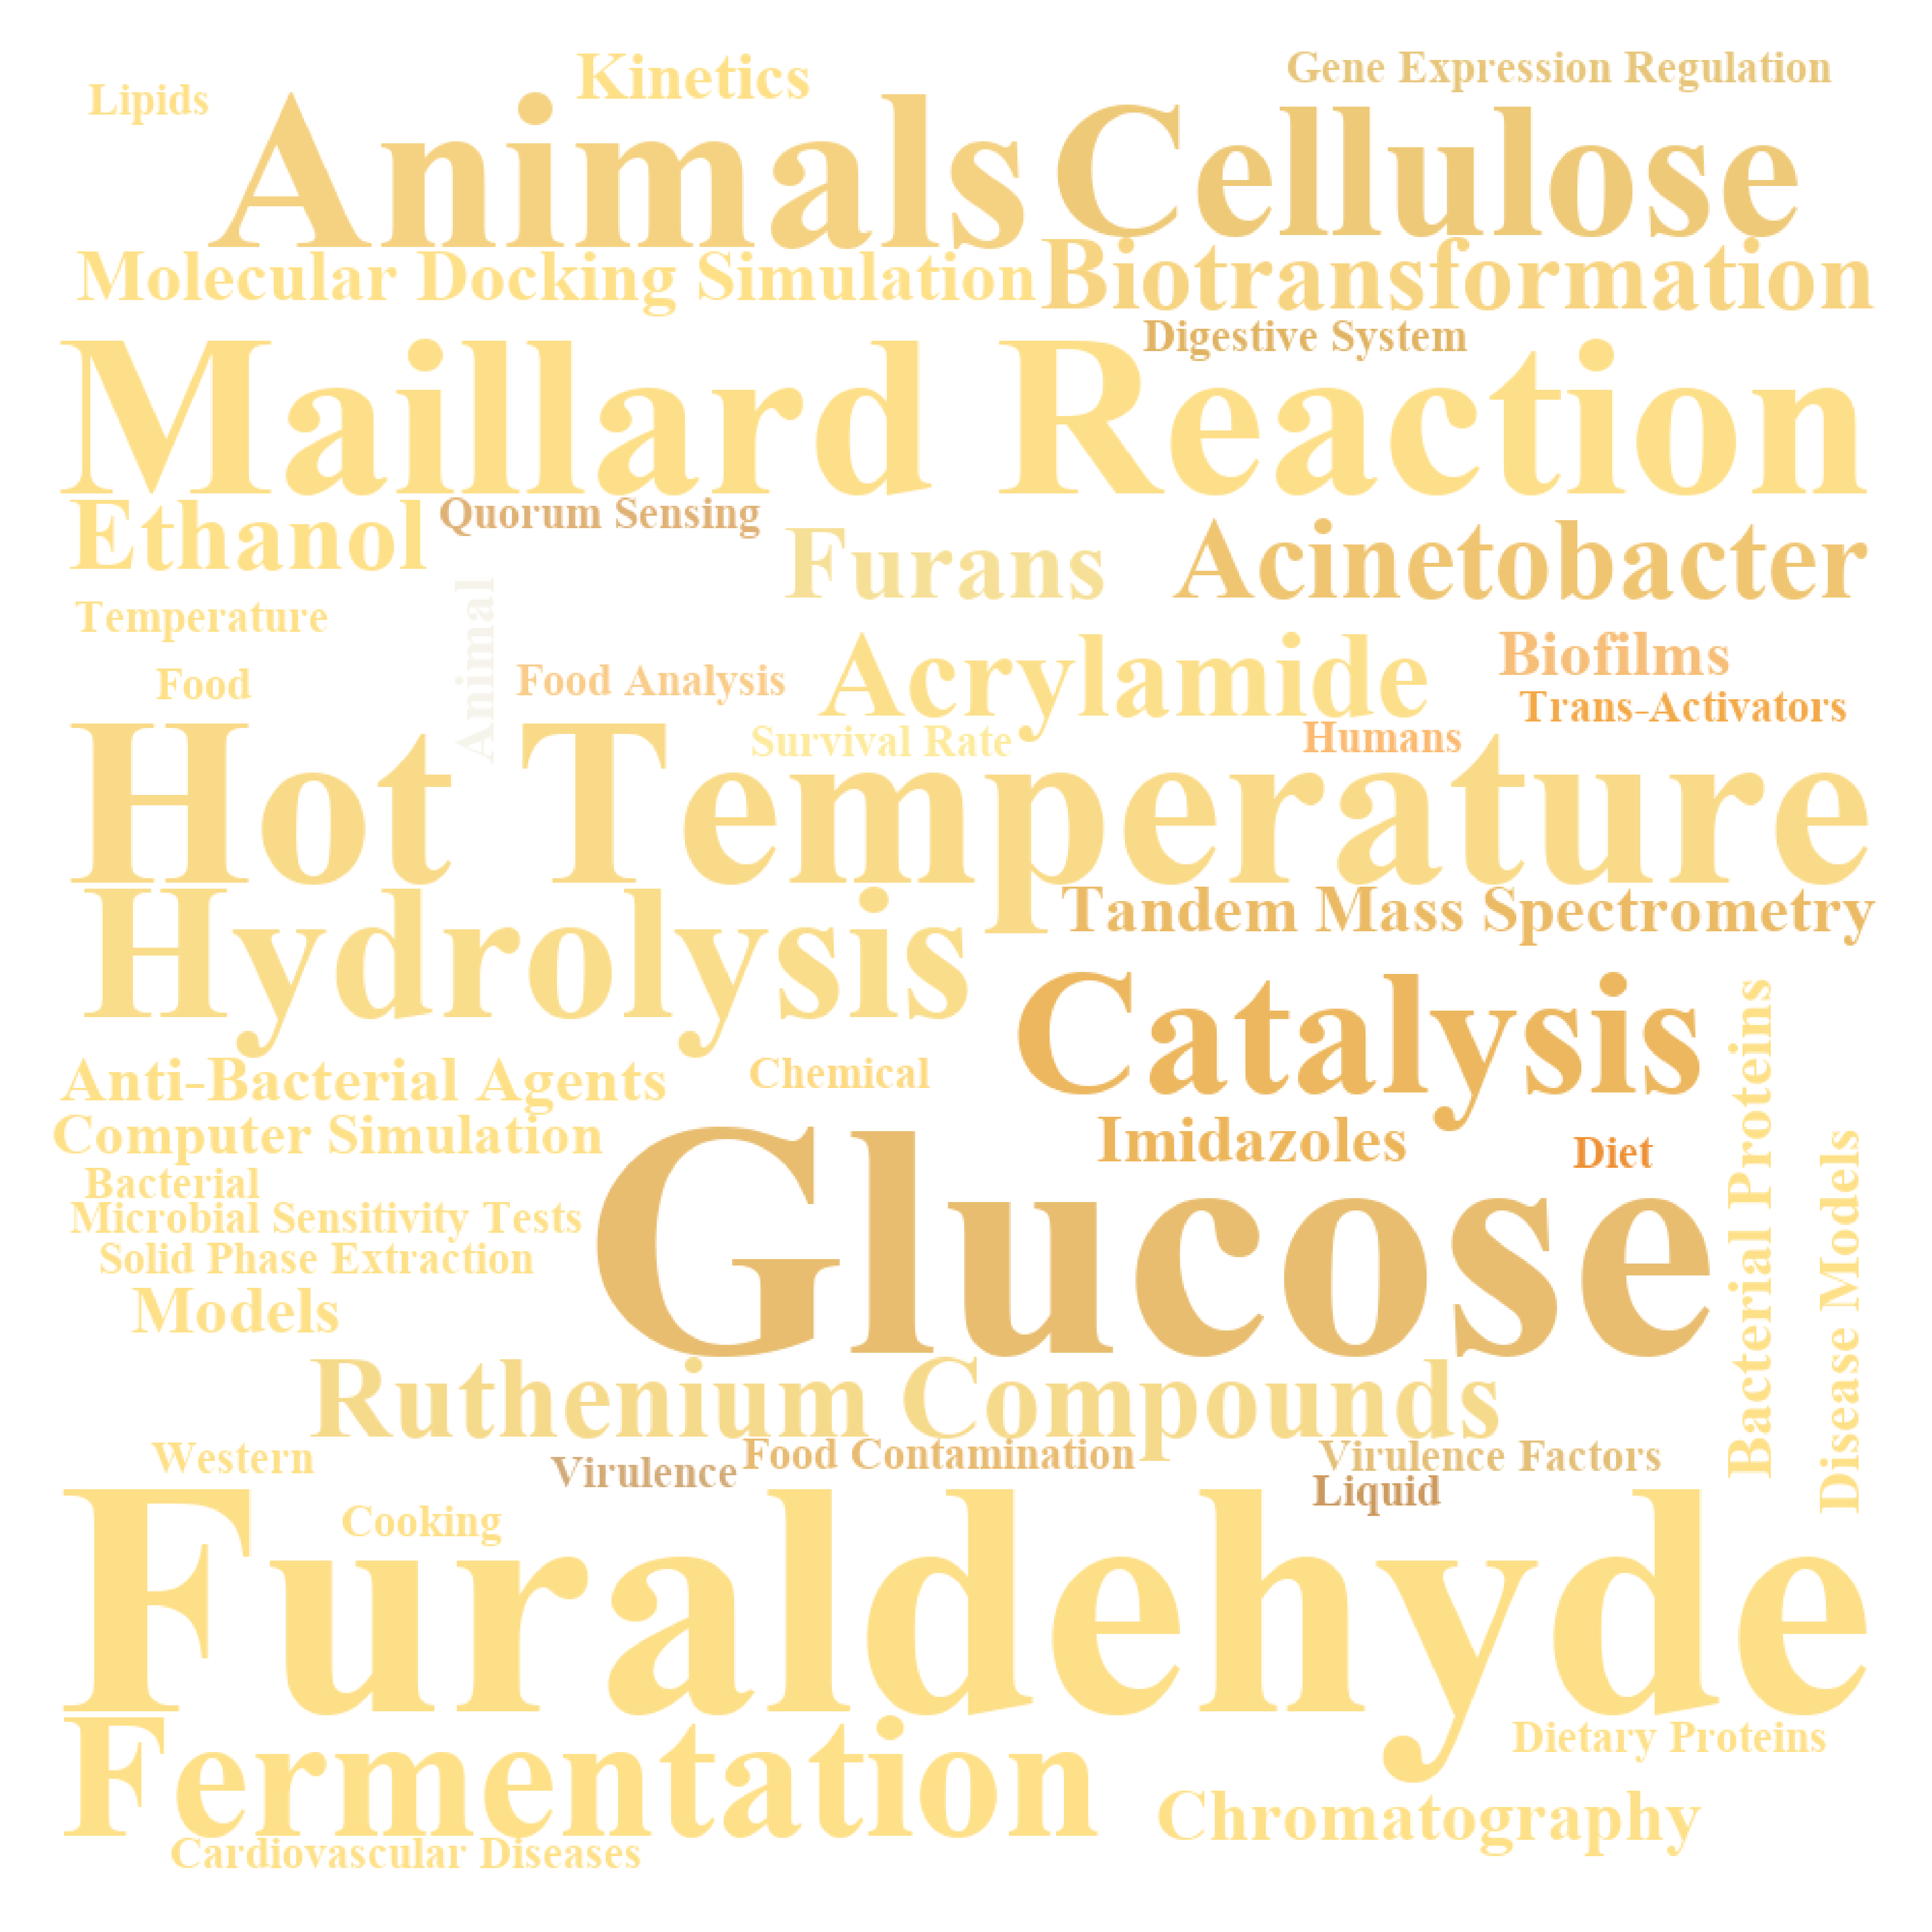 Kinetics
Gene Expression Regulation
Lipids
Animals
Cellulose
Molecular Docking Simulation
Biotransformation
Digestive System
Maillard Reaction
Ethanol
Quorum Sensing
Furans
Acinetobacter
Temperature
Animal
Food
Food Analysis
Acrylamide
Biofilms
Trans-Activators
Survival Rate
Humans
Hot Temperature
Hydrolysis
Tandem Mass Spectrometry
Catalysis
Anti-Bacterial Agents
Chemical
Computer Simulation
Imidazoles
Diet
Bacterial Proteins
Disease Models
Bacterial
Microbial Sensitivity Tests
Solid Phase Extraction
Glucose
Models
Ruthenium Compounds
Western
Virulence
Food Contamination
Virulence Factors
Liquid
Cooking
Furaldehyde
Fermentation
Dietary Proteins
Chromatography
Cardiovascular Diseases